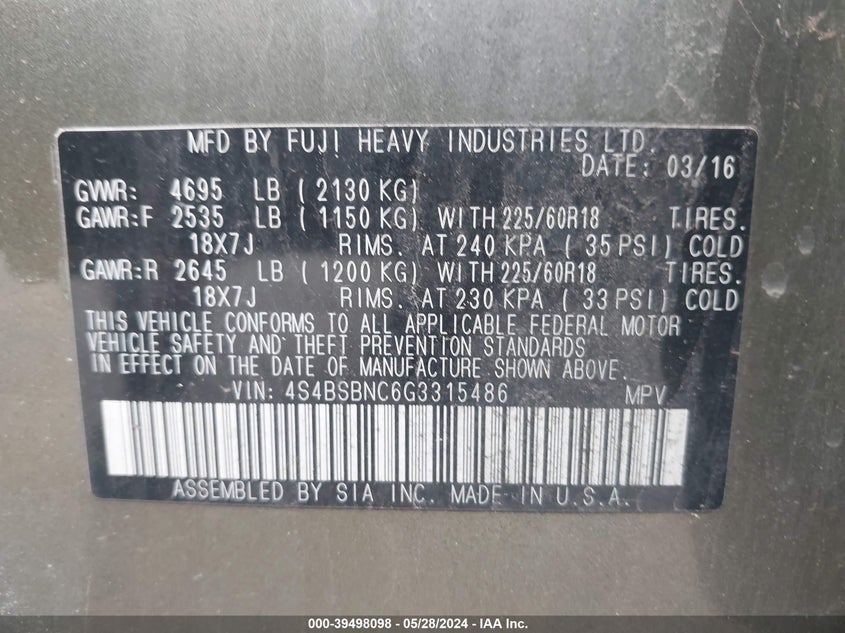 MFD BY FUJI HEAVY INDUSTRIES LTD.
DATE: 03/16
GVWR: 4695 LB ( 2130 KG)
GAWR:F 2535 LB ( 1150 KG) WITH 225/60R18 TIRES.
18X7J RIMS. AT 240 KPA ( 35 PSI) COLD
GAWR:R 2645 LB ( 1200 KG) WITH 225/60R18 TIRES.
18X7J RIMS. AT 230 KPA ( 33 PSI) COLD
THIS VEHICLE CONFORMS TO ALL APPLICABLE FEDERAL MOTOR
VEHICLE SAFETY AND THEFT PREVENTION STANDARDS
IN EFFECT ON THE DATE OF MANUFACTURE SHOWN ABOVE.
VIN: 4S4BSBNC6G3315486 MPV
ASSEMBLED BY SIA INC. MADE IN U.S.A.
000-39498098 - 05/28/2024 - IAA Inc.